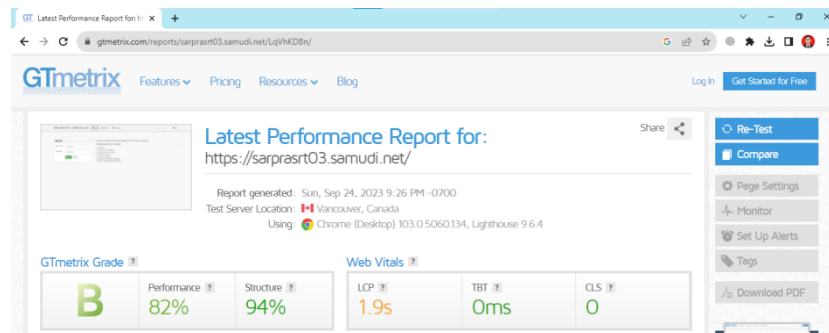 GT Latest Performance Report for: h
gtmetrix.com/reports/sarprasrt03.samudi.net/LqVhKDBn/
GTmetrix Features Pricing Resources Blog Log In Get Started for Free
Latest Performance Report for:
https://sarprasrt03.samudi.net/
Share
Report generated: Sun, Sep 24, 2023 9:26 PM -0700
Test Server Location: Vancouver, Canada
Using: Chrome (Desktop) 103.0.5060.134, Lighthouse 9.6.4
Re-Test
Compare
Page Settings
Monitor
Set Up Alerts
Tags
Download PDF
GTmetrix Grade ?
B
Performance ?
82%
Structure ?
94%
Web Vitals ?
LCP ?
1.9s
TBT ?
0ms
CLS ?
0